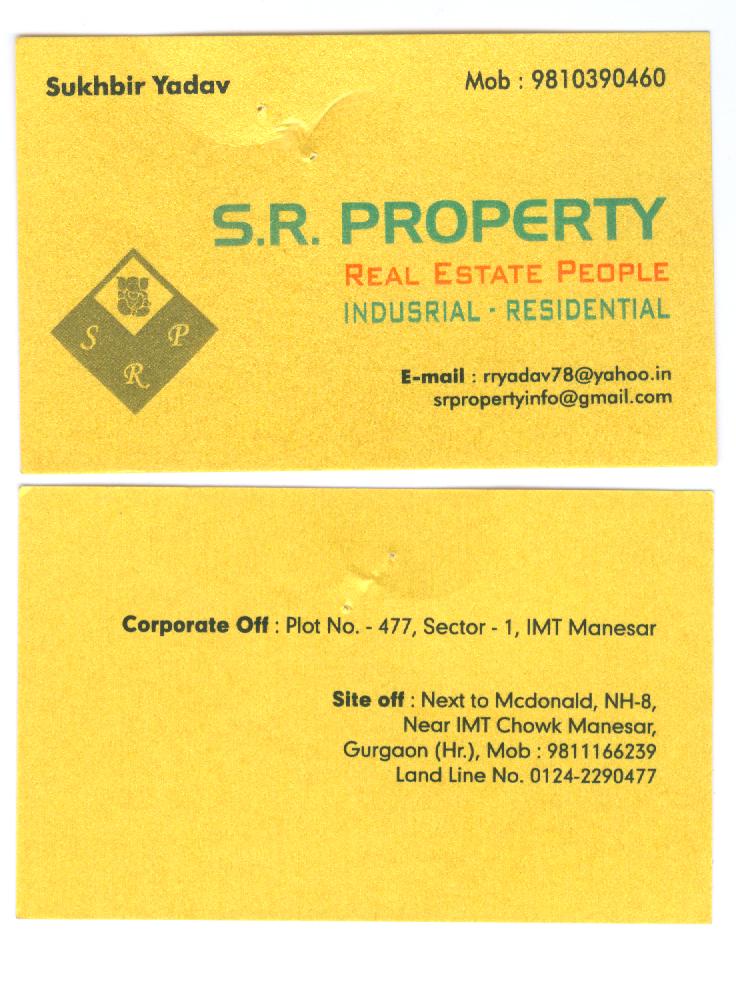 Sukhbir Yadav
Mob : 9810390460
S.R. PROPERTY
REAL ESTATE PEOPLE
INDUSRIAL · RESIDENTIAL
S P
R
E-mail : rryadav78@yahoo.in
srpropertyinfo@gmail.com
Corporate Off : Plot No. - 477, Sector - 1, IMT Manesar
Site off : Next to Mcdonald, NH-8,
Near IMT Chowk Manesar,
Gurgaon (Hr.), Mob : 9811166239
Land Line No. 0124-2290477